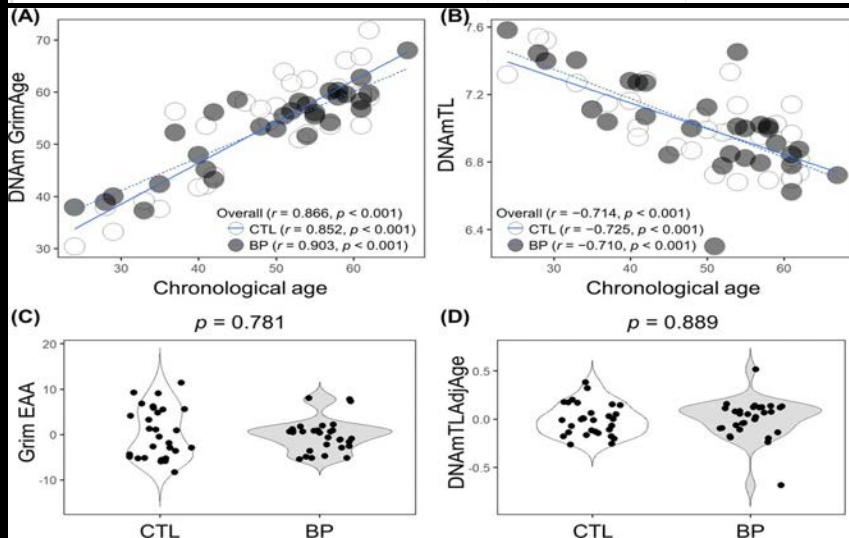 (A)
70
60
50
40
30
DNAm GrimAge
Overall (r = 0.866, p < 0.001)
CTL (r = 0.852, p < 0.001)
BP (r = 0.903, p < 0.001)
30
40
50
60
Chronological age
(B)
7.6
7.2
6.8
6.4
DNAmTL
Overall (r = −0.714, p < 0.001)
CTL (r = −0.725, p < 0.001)
BP (r = −0.710, p < 0.001)
30
40
50
60
Chronological age
(C)
p = 0.781
20
10
0
-10
Grim EAA
CTL
BP
(D)
p = 0.889
0.5
0.0
-0.5
DNAmTLAdjAge
CTL
BP